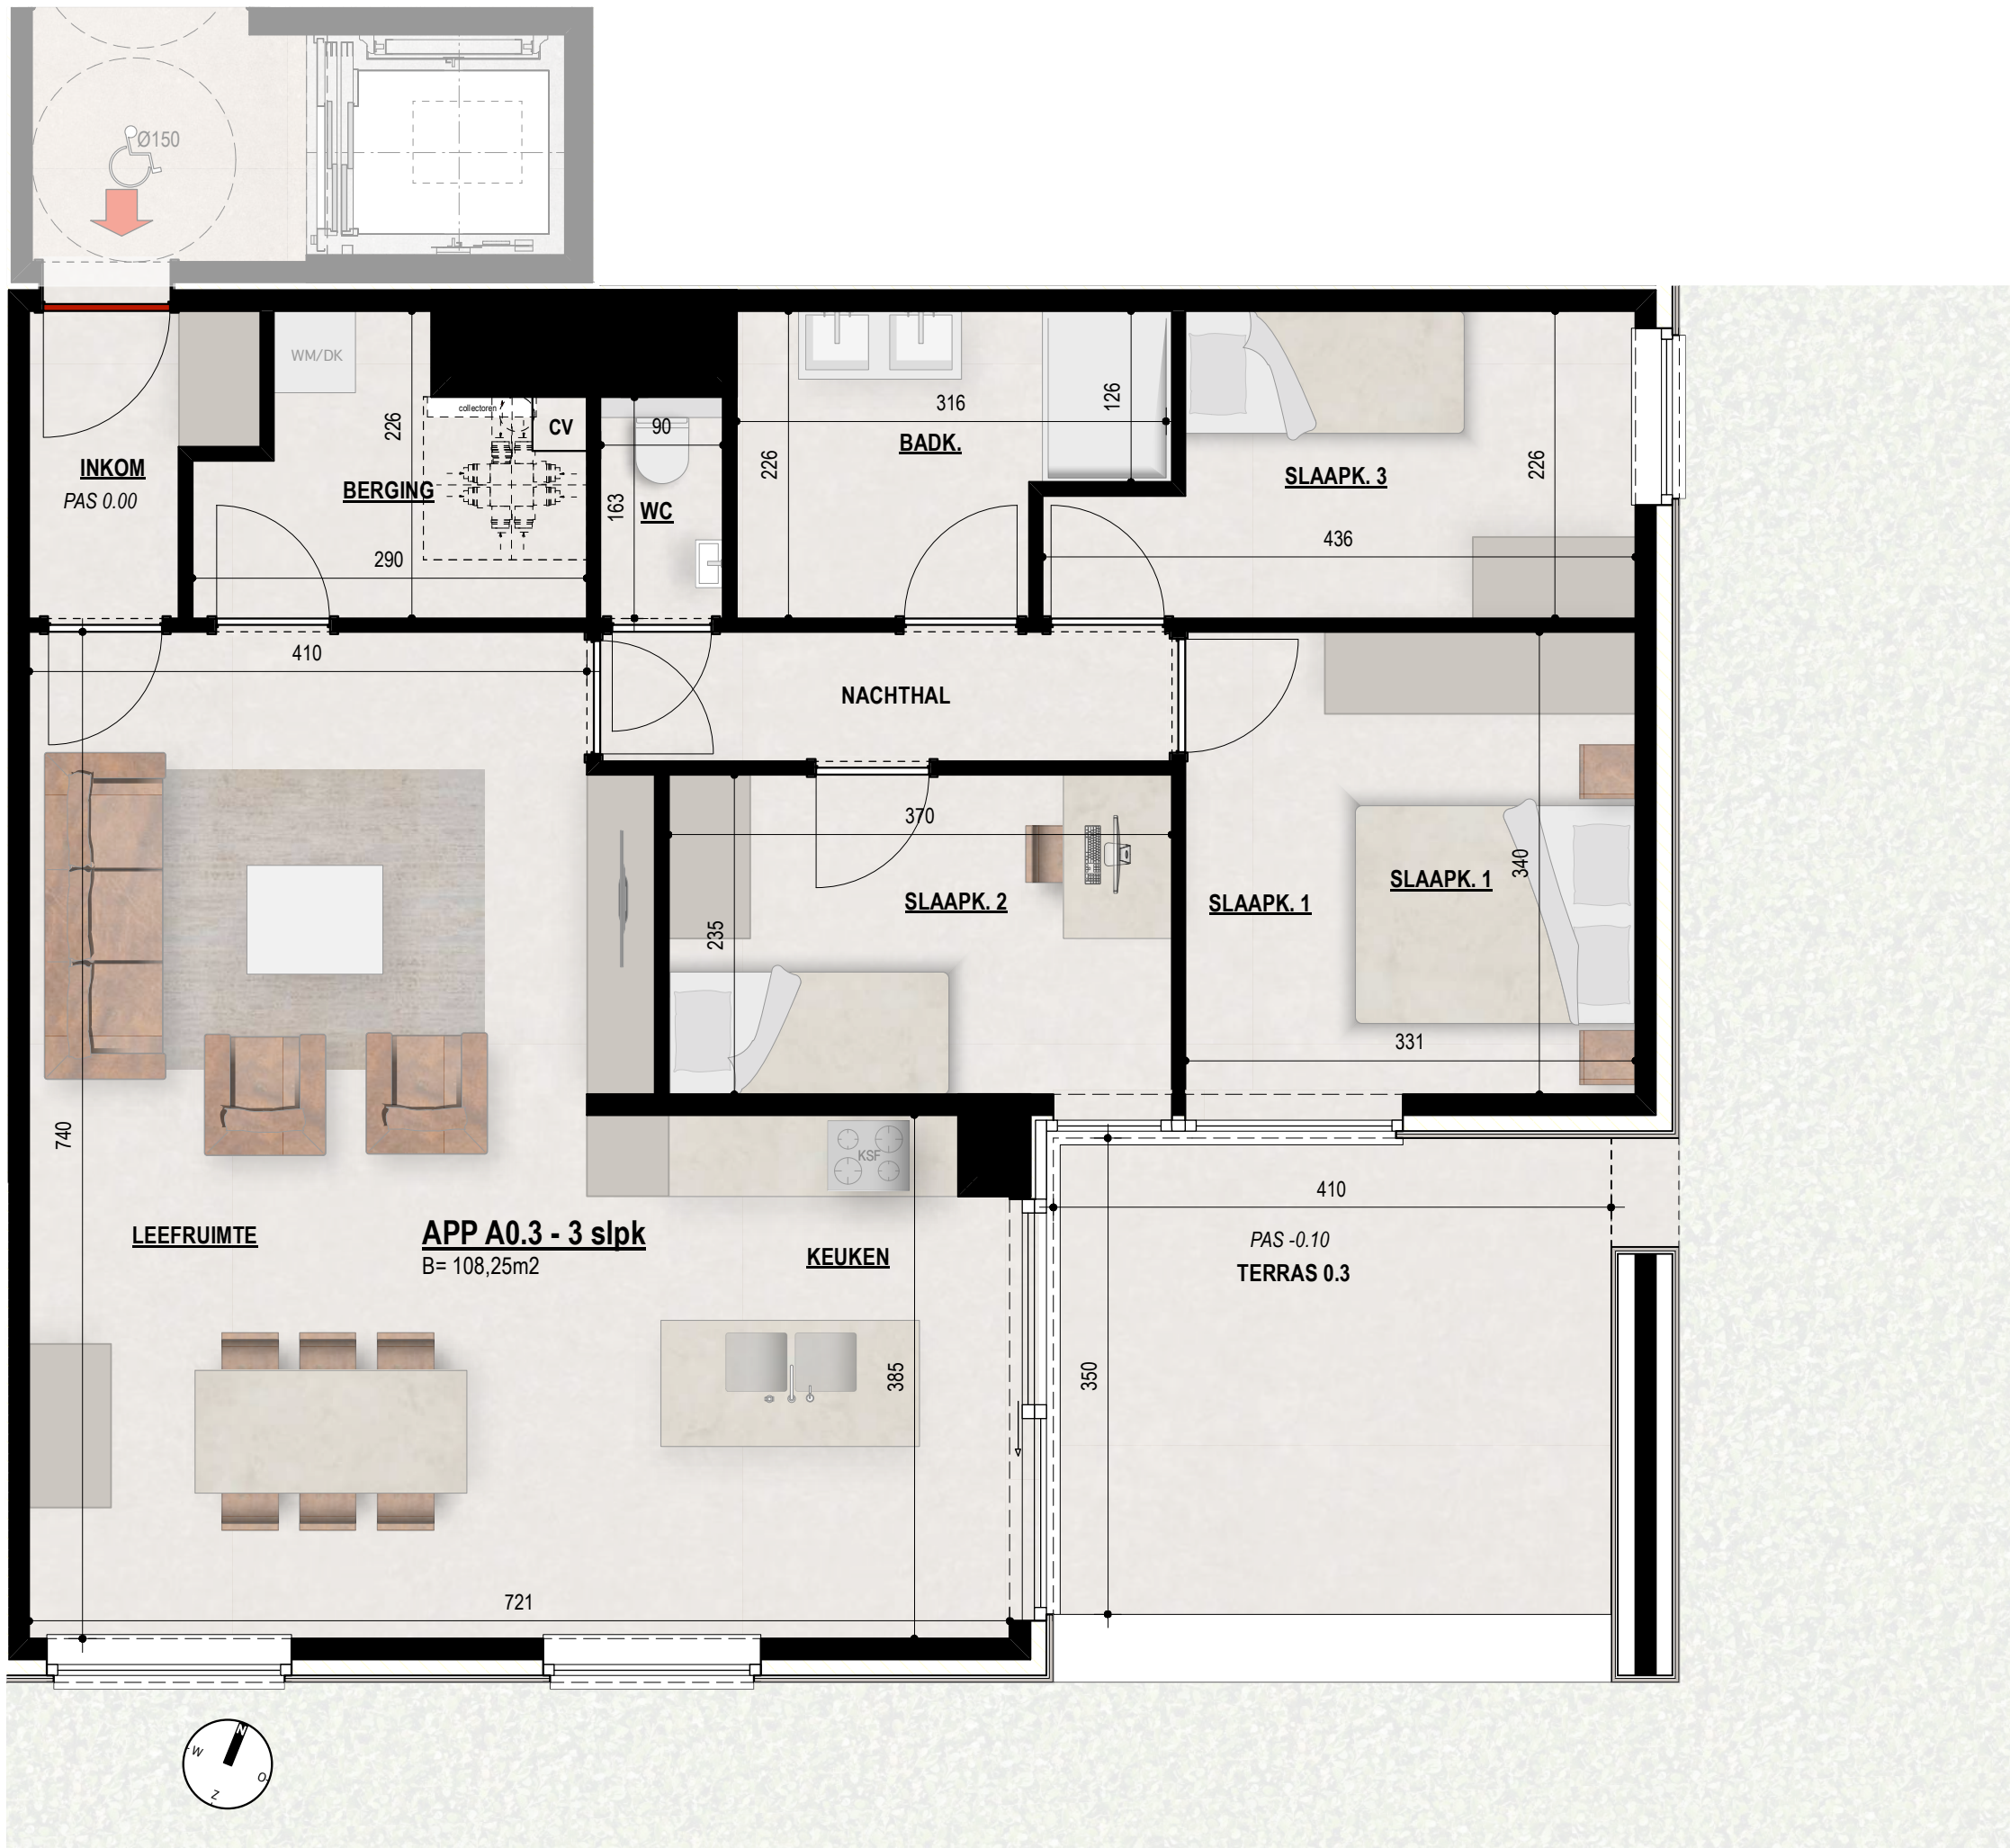 Ø150
WM/DK
collectoren
CV
226
INKOM
PAS 0.00
BERGING
290
90
163
WC
316
126
BADK.
226
SLAAPK. 3
226
436
410
NACHTHAL
370
SLAAPK. 2
235
SLAAPK. 1
SLAAPK. 1
340
331
740
KSF
LEEFRUIMTE
APP A0.3 - 3 slpk
B= 108,25m2
KEUKEN
385
410
PAS -0.10
TERRAS 0.3
350
721
N
W
O
Z